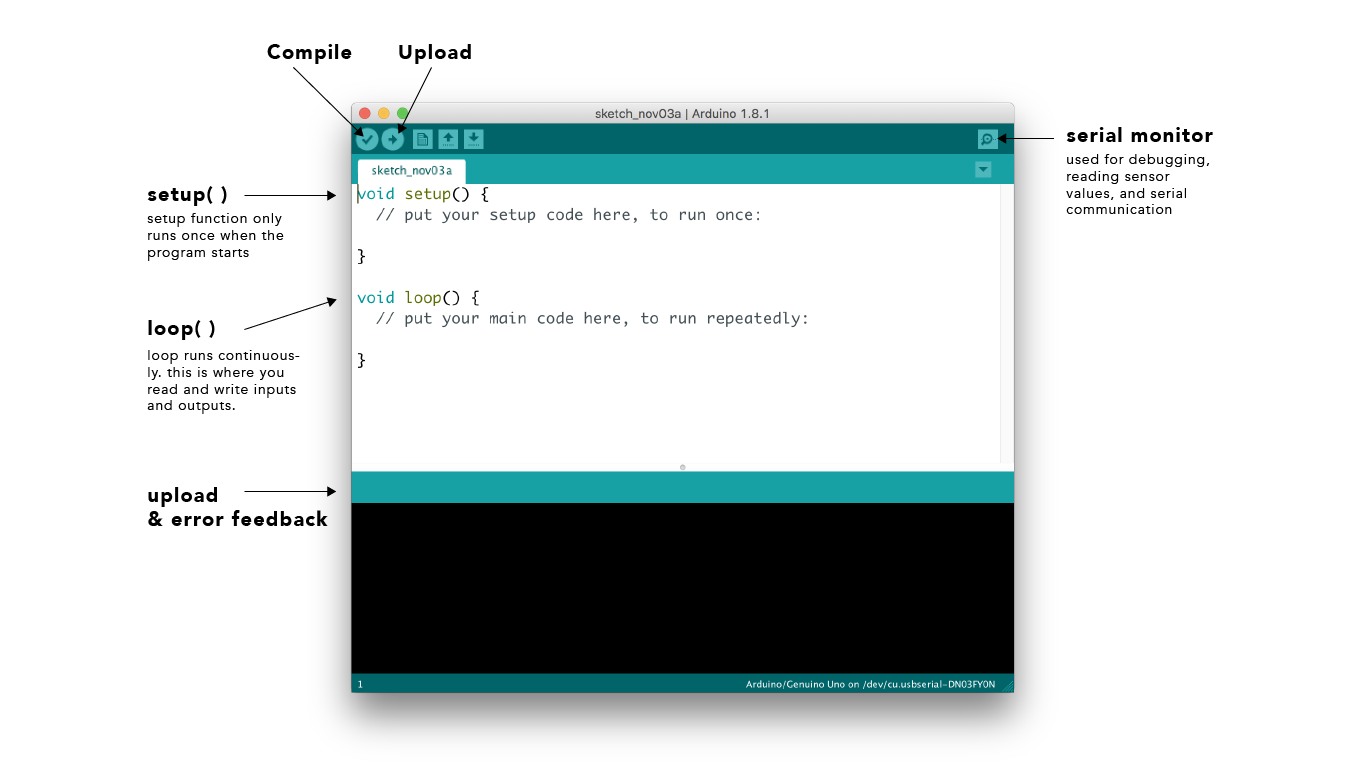 Compile
Upload
sketch_nov03a | Arduino 1.8.1
serial monitor
used for debugging,
reading sensor
values, and serial
communication
sketch_nov03a
setup( )
setup function only
runs once when the
program starts
void setup() {
// put your setup code here, to run once:
}
loop( )
loop runs continuous-
ly. this is where you
read and write inputs
and outputs.
void loop() {
// put your main code here, to run repeatedly:
}
upload
& error feedback
1
Arduino/Genuino Uno on /dev/cu.usbserial-DN03FY0N